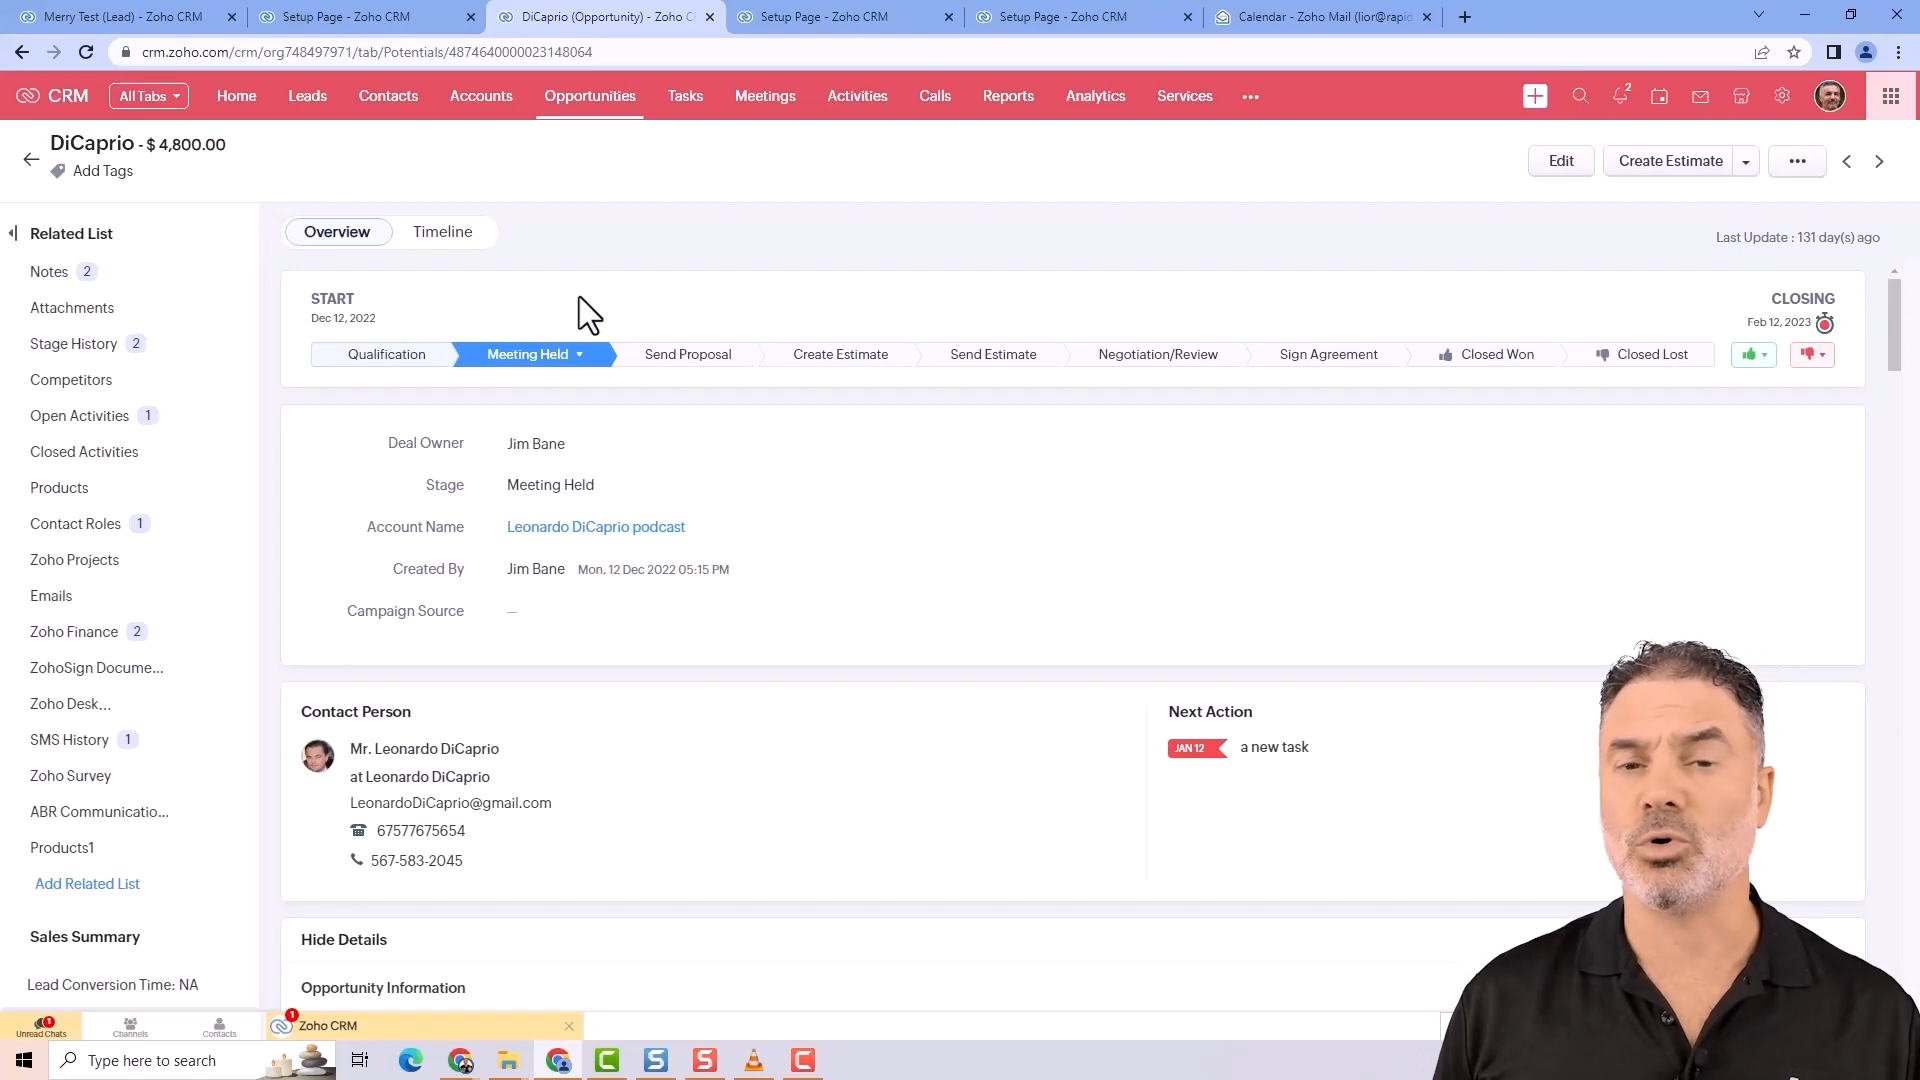 Merry Test (Lead) - Zoho CRM
Setup Page - Zoho CRM
DiCaprio (Opportunity) - Zoho C
Setup Page - Zoho CRM
Setup Page - Zoho CRM
Calendar - Zoho Mail (lior@rapid
crm.zoho.com/crm/org748497971/tab/Potentials/4874640000023148064
CRM
All Tabs
Home
Leads
Contacts
Accounts
Opportunities
Tasks
Meetings
Activities
Calls
Reports
Analytics
Services
2
DiCaprio - $ 4,800.00
Add Tags
Edit
Create Estimate
Related List
Notes 2
Attachments
Stage History 2
Competitors
Open Activities 1
Closed Activities
Products
Contact Roles 1
Zoho Projects
Emails
Zoho Finance 2
ZohoSign Docume...
Zoho Desk...
SMS History 1
Zoho Survey
ABR Communicatio...
Products1
Add Related List
Sales Summary
Lead Conversion Time: NA
Overview
Timeline
Last Update : 131 day(s) ago
START
Dec 12, 2022
CLOSING
Feb 12, 2023
Qualification
Meeting Held
Send Proposal
Create Estimate
Send Estimate
Negotiation/Review
Sign Agreement
Closed Won
Closed Lost
Deal Owner Jim Bane
Stage Meeting Held
Account Name Leonardo DiCaprio podcast
Created By Jim Bane Mon, 12 Dec 2022 05:15 PM
Campaign Source —
Contact Person
Mr. Leonardo DiCaprio
at Leonardo DiCaprio
LeonardoDiCaprio@gmail.com
67577675654
567-583-2045
Next Action
JAN 12 a new task
Hide Details
Opportunity Information
1
Unread Chats
Channels
Contacts
1
Zoho CRM
Type here to search